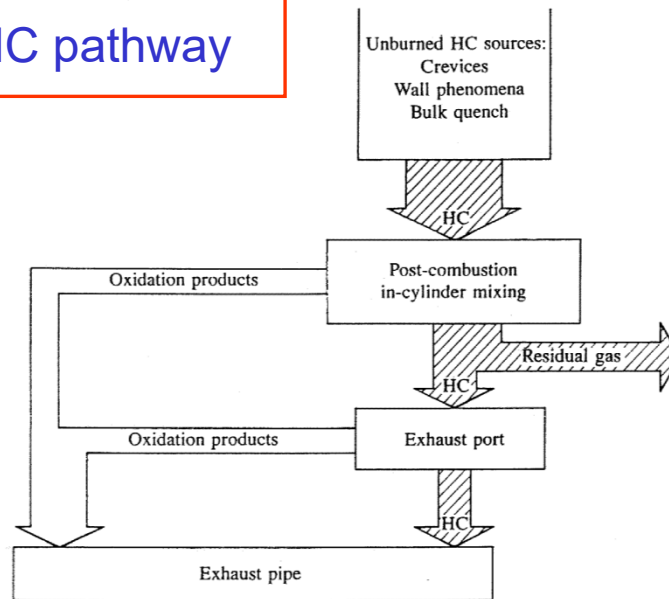 IC pathway
Unburned HC sources:
Crevices
Wall phenomena
Bulk quench
HC
Oxidation products
Post-combustion
in-cylinder mixing
Residual gas
HC
Oxidation products
Exhaust port
HC
Exhaust pipe